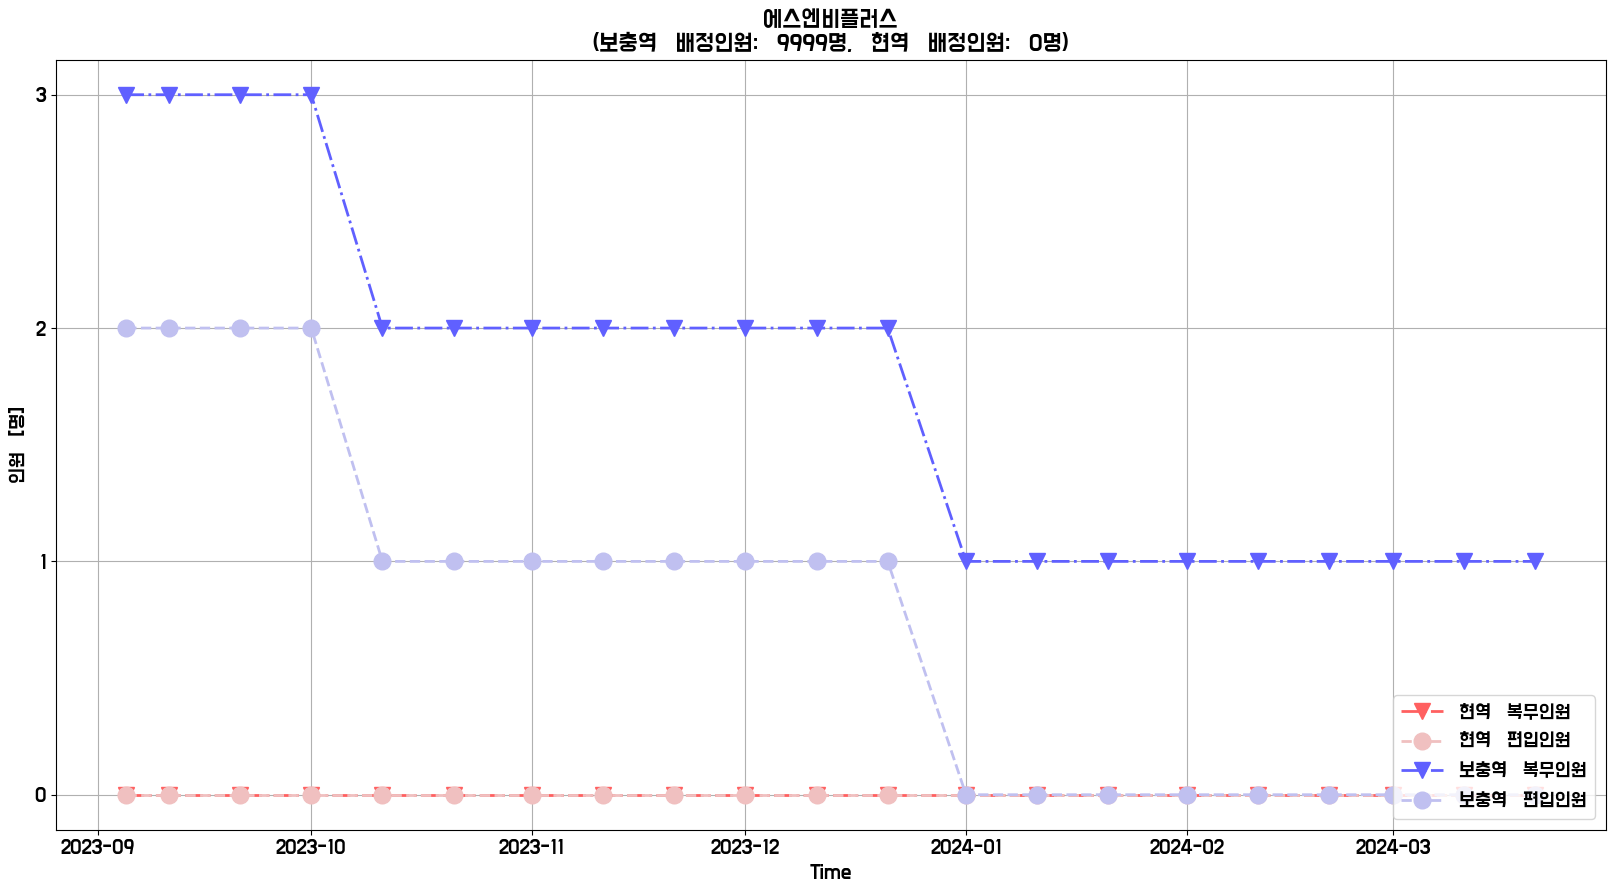 에스엔비플러스
(보충역 배정인원: 9999명, 현역 배정인원: 0명)
3
2
1
0
인원 [명]
2023-09 2023-10 2023-11 2023-12 2024-01 2024-02 2024-03
Time
현역 복무인원
현역 편입인원
보충역 복무인원
보충역 편입인원